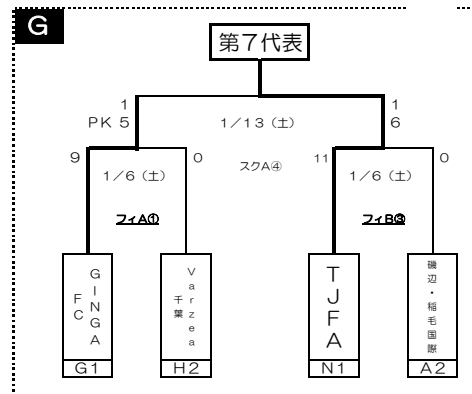 G
第7代表
1
1
PK 5
1/13（土）
6
9
0
スクA④
11
0
1/6（土）
1/6（土）
フィA①
フィB③
GINGA
FC
Varzea
千葉
TJFA
磯辺・稲毛国際
G1
H2
N1
A2